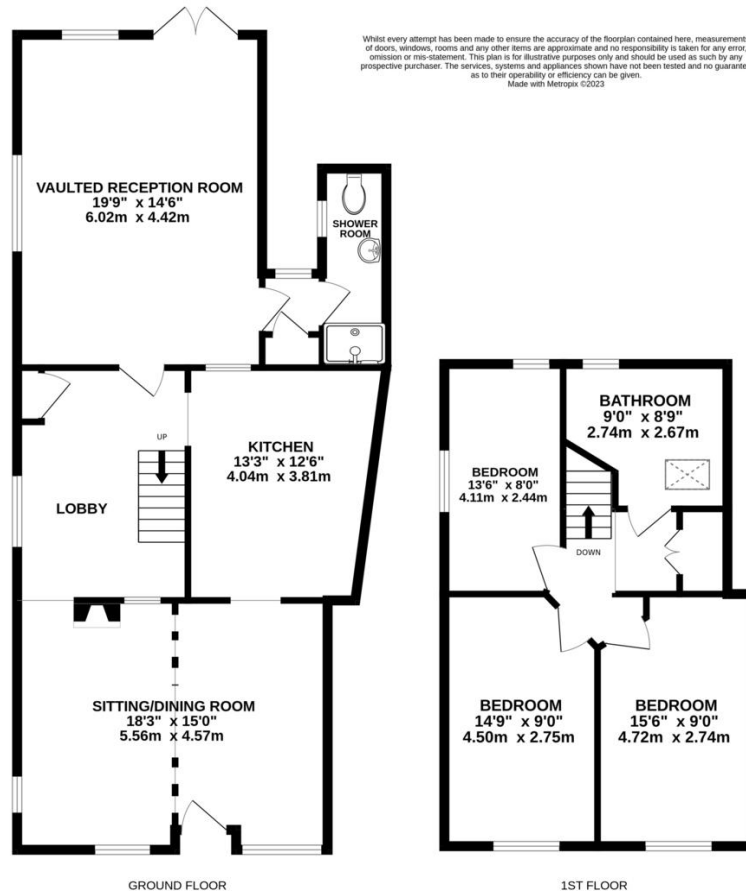 Whilst every attempt has been made to ensure the accuracy of the floorplan contained here, measurements
of doors, windows, rooms and any other items are approximate and no responsibility is taken for any error,
omission or mis-statement. This plan is for illustrative purposes only and should be used as such by any
prospective purchaser. The services, systems and appliances shown have not been tested and no guarantee
as to their operability or efficiency can be given.
Made with Metropix ©2023
VAULTED RECEPTION ROOM
19'9" x 14'6"
6.02m x 4.42m
SHOWER
ROOM
UP
LOBBY
KITCHEN
13'3" x 12'6"
4.04m x 3.81m
SITTING/DINING ROOM
18'3" x 15'0"
5.56m x 4.57m
GROUND FLOOR
BATHROOM
9'0" x 8'9"
2.74m x 2.67m
BEDROOM
13'6" x 8'0"
4.11m x 2.44m
DOWN
BEDROOM
14'9" x 9'0"
4.50m x 2.75m
BEDROOM
15'6" x 9'0"
4.72m x 2.74m
1ST FLOOR